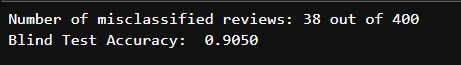 Number of misclassified reviews: 38 out of 400
Blind Test Accuracy:  0.9050